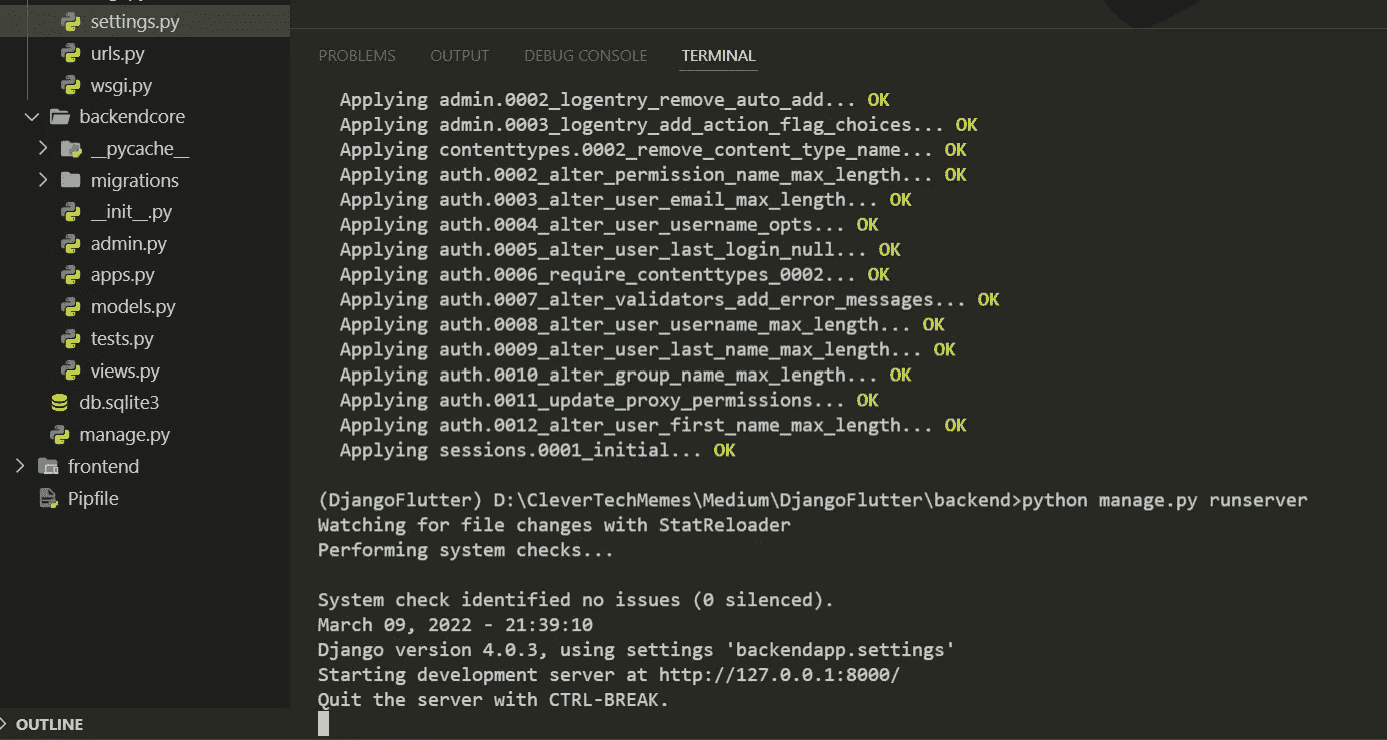 settings.py
urls.py
wsgi.py
backendcore
__pycache__
migrations
__init__.py
admin.py
apps.py
models.py
tests.py
views.py
db.sqlite3
manage.py
frontend
Pipfile
OUTLINE
PROBLEMS OUTPUT DEBUG CONSOLE TERMINAL
Applying admin.0002_logentry_remove_auto_add... OK
Applying admin.0003_logentry_add_action_flag_choices... OK
Applying contenttypes.0002_remove_content_type_name... OK
Applying auth.0002_alter_permission_name_max_length... OK
Applying auth.0003_alter_user_email_max_length... OK
Applying auth.0004_alter_user_username_opts... OK
Applying auth.0005_alter_user_last_login_null... OK
Applying auth.0006_require_contenttypes_0002... OK
Applying auth.0007_alter_validators_add_error_messages... OK
Applying auth.0008_alter_user_username_max_length... OK
Applying auth.0009_alter_user_last_name_max_length... OK
Applying auth.0010_alter_group_name_max_length... OK
Applying auth.0011_update_proxy_permissions... OK
Applying auth.0012_alter_user_first_name_max_length... OK
Applying sessions.0001_initial... OK
(DjangoFlutter) D:\CleverTechMemes\Medium\DjangoFlutter\backend>python manage.py runserver
Watching for file changes with StatReloader
Performing system checks...
System check identified no issues (0 silenced).
March 09, 2022 - 21:39:10
Django version 4.0.3, using settings 'backendapp.settings'
Starting development server at http://127.0.0.1:8000/
Quit the server with CTRL-BREAK.